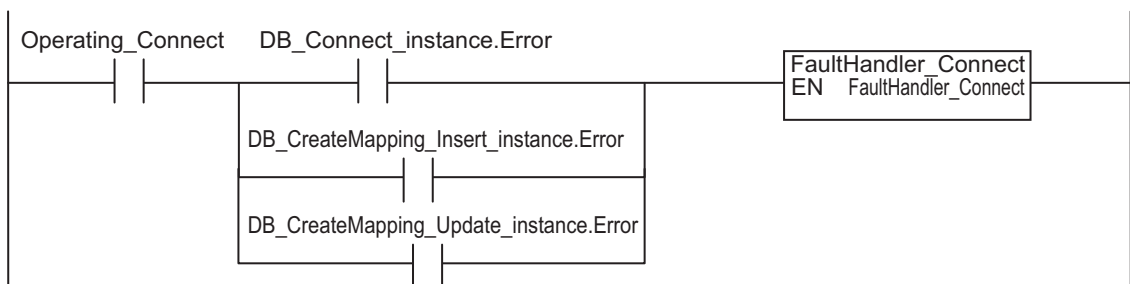 Operating_Connect DB_Connect_instance.Error
FaultHandler_Connect
EN FaultHandler_Connect
DB_CreateMapping_Insert_instance.Error
DB_CreateMapping_Update_instance.Error